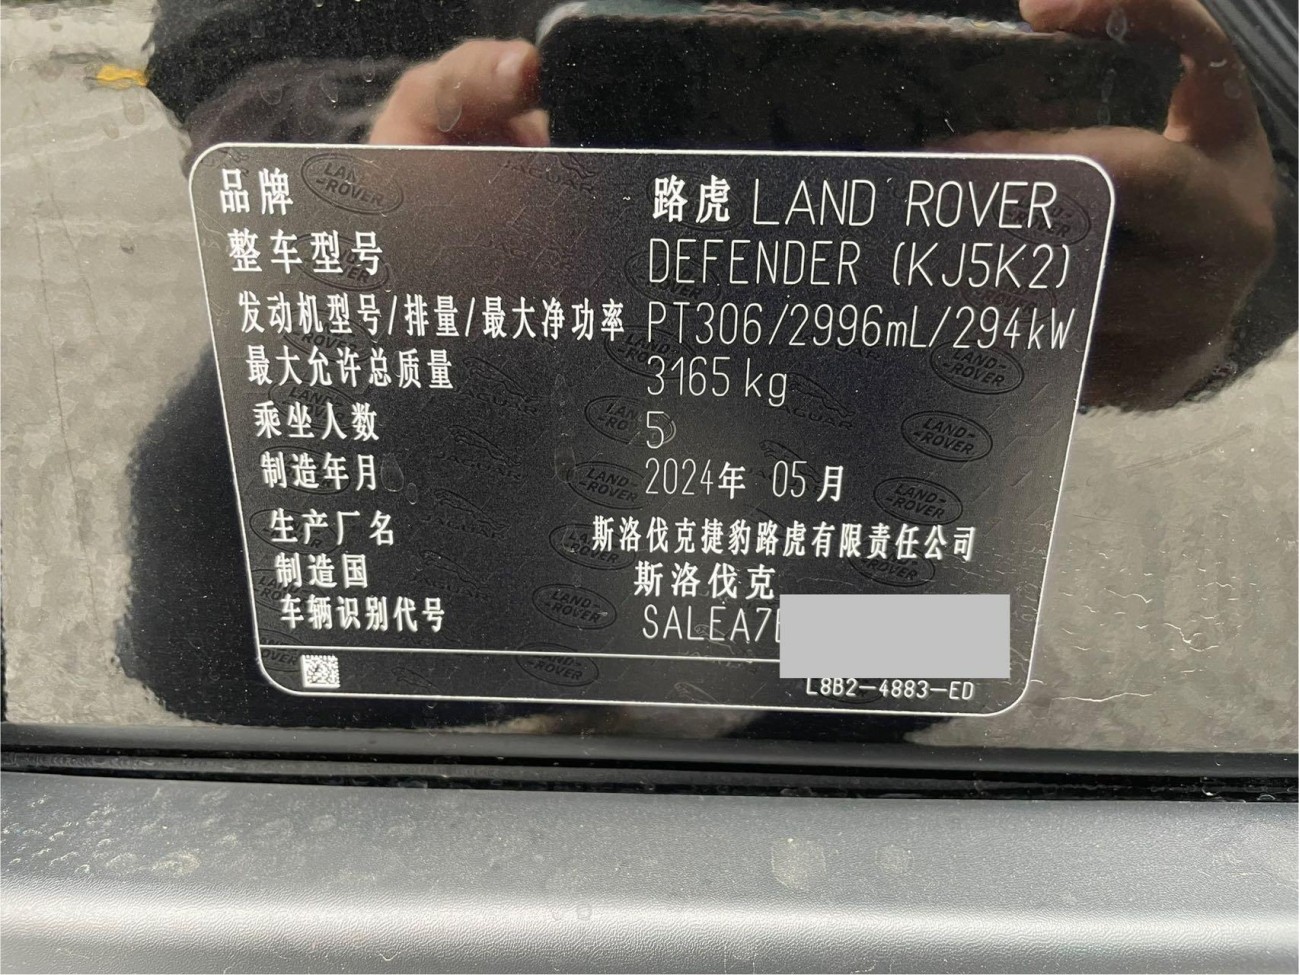 品牌 路虎 LAND ROVER
整车型号 DEFENDER (KJ5K2)
发动机型号/排量/最大净功率 PT306/2996mL/294kW
最大允许总质量 3165 kg
乘坐人数 5
制造年月 2024年 05月
生产厂名 斯洛伐克捷豹路虎有限责任公司
制造国 斯洛伐克
车辆识别代号 SALEA7
L8B2-4883-ED